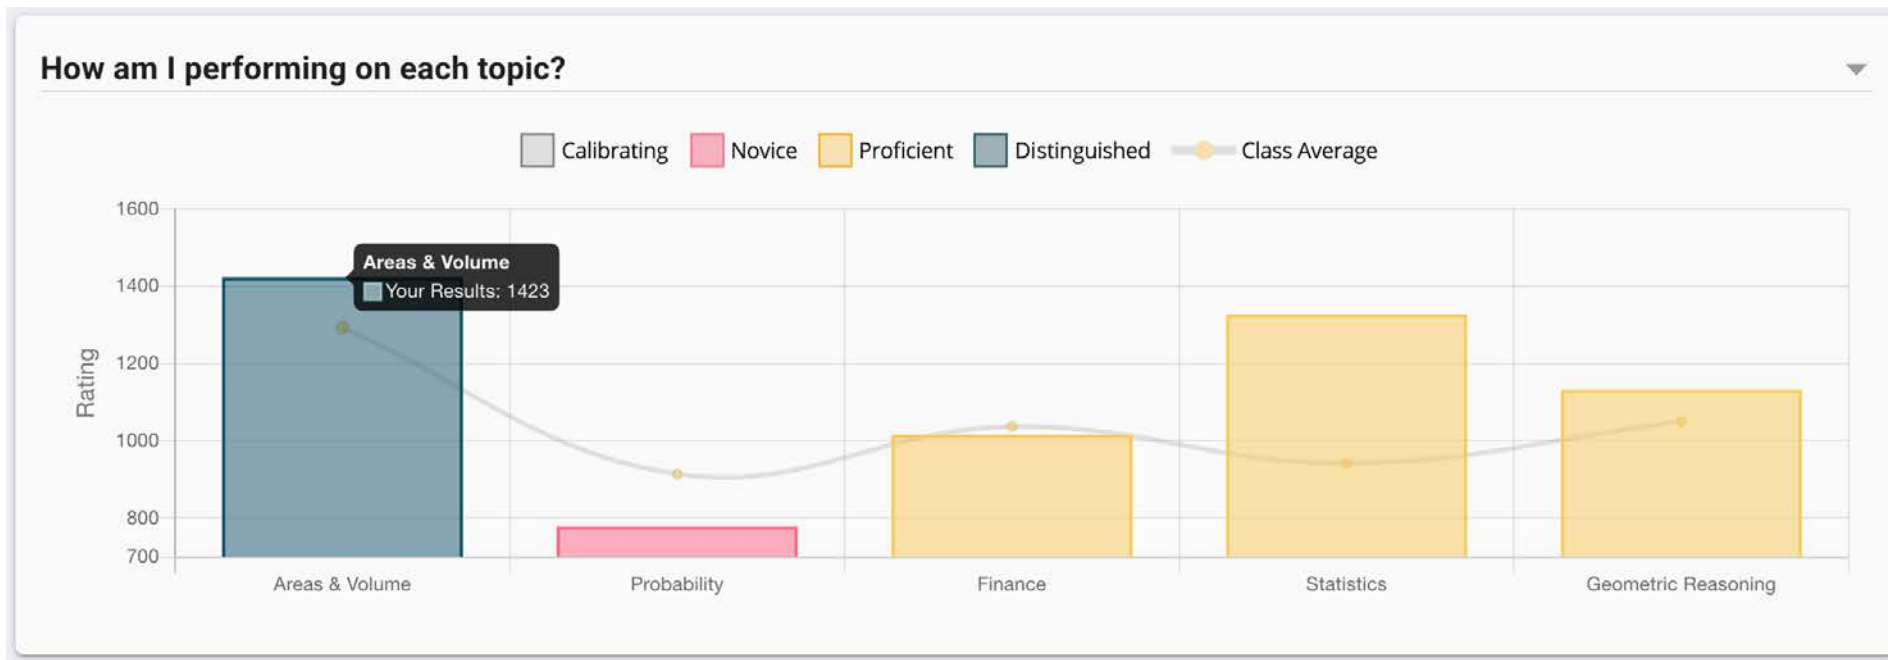 How am I performing on each topic?
Calibrating Novice Proficient Distinguished Class Average
1600
Areas & Volume
Your Results: 1423
1400
1200
Rating
1000
800
700
Areas & Volume Probability Finance Statistics Geometric Reasoning